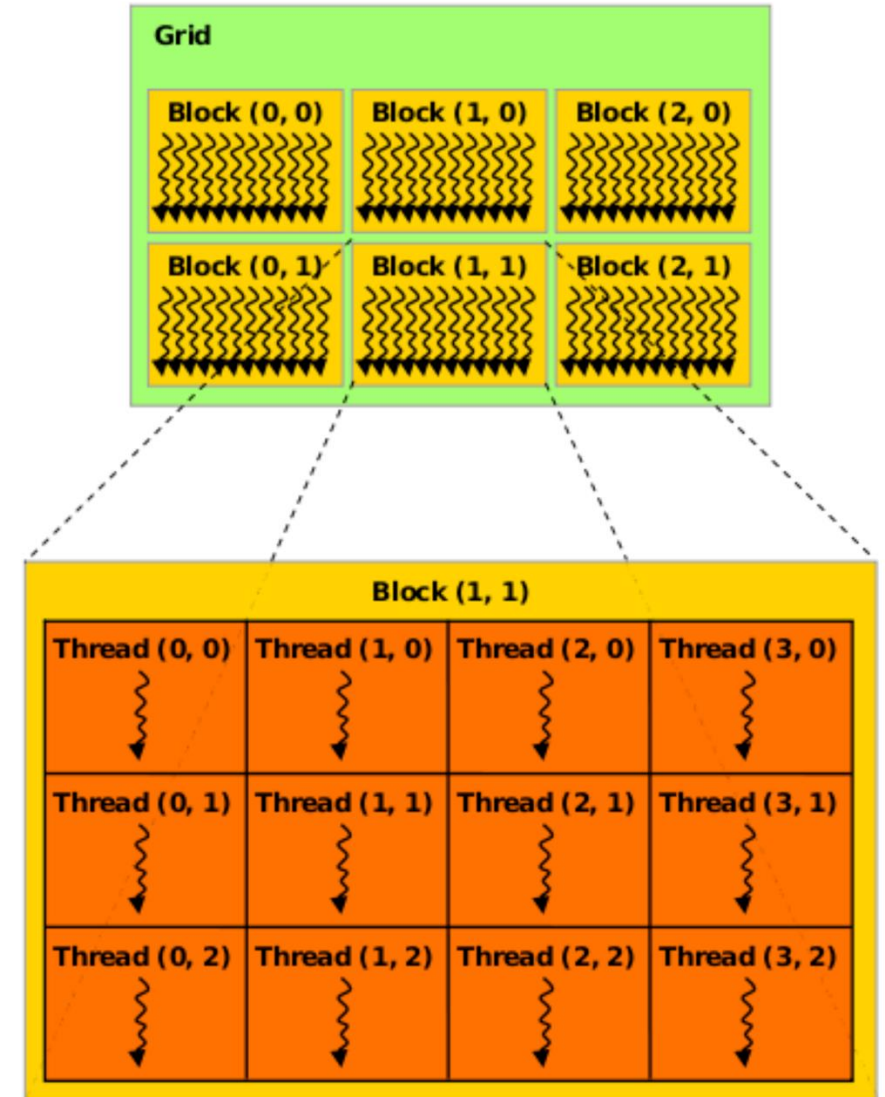 Grid
Block (0, 0) Block (1, 0) Block (2, 0)
Block (0, 1) Block (1, 1) Block (2, 1)
Block (1, 1)
Thread (0, 0) Thread (1, 0) Thread (2, 0) Thread (3, 0)
Thread (0, 1) Thread (1, 1) Thread (2, 1) Thread (3, 1)
Thread (0, 2) Thread (1, 2) Thread (2, 2) Thread (3, 2)